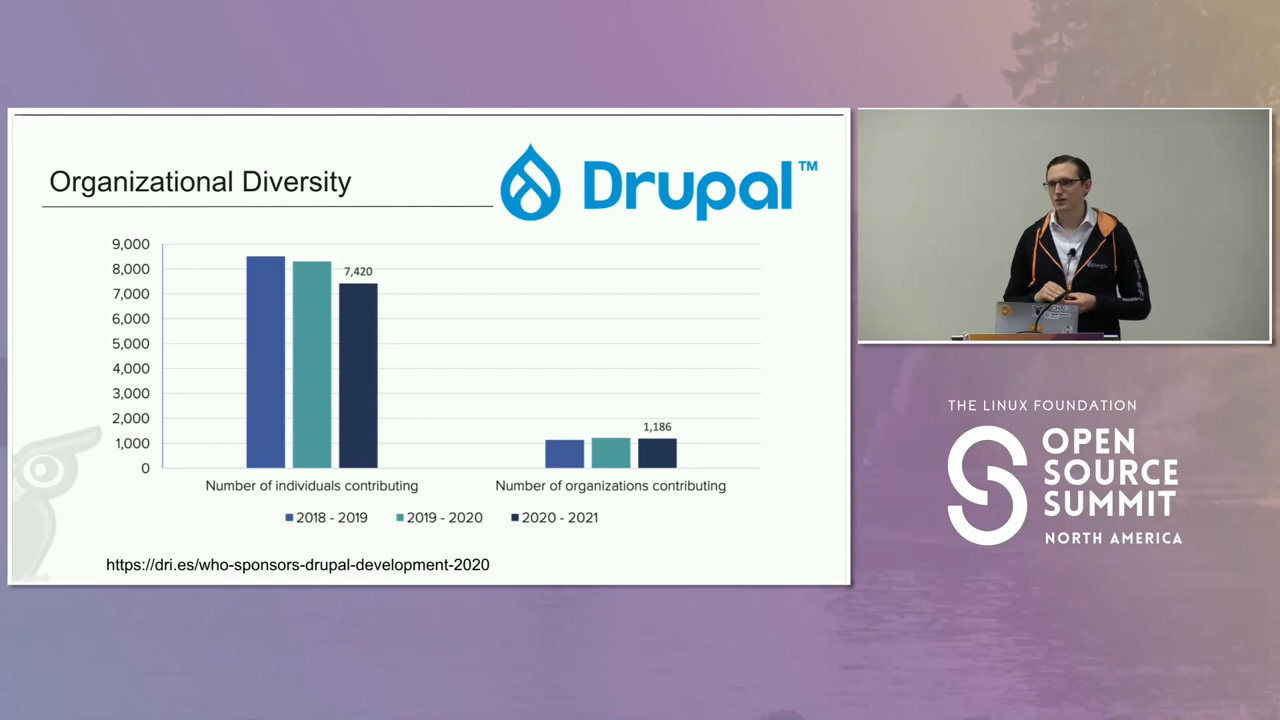 Organizational Diversity
Drupal™
9,000
8,000
7,000
6,000
5,000
4,000
3,000
2,000
1,000
0
7,420
1,186
Number of individuals contributing
Number of organizations contributing
2018 - 2019
2019 - 2020
2020 - 2021
https://dri.es/who-sponsors-drupal-development-2020
THE LINUX FOUNDATION
OPEN
SOURCE
SUMMIT
NORTH AMERICA